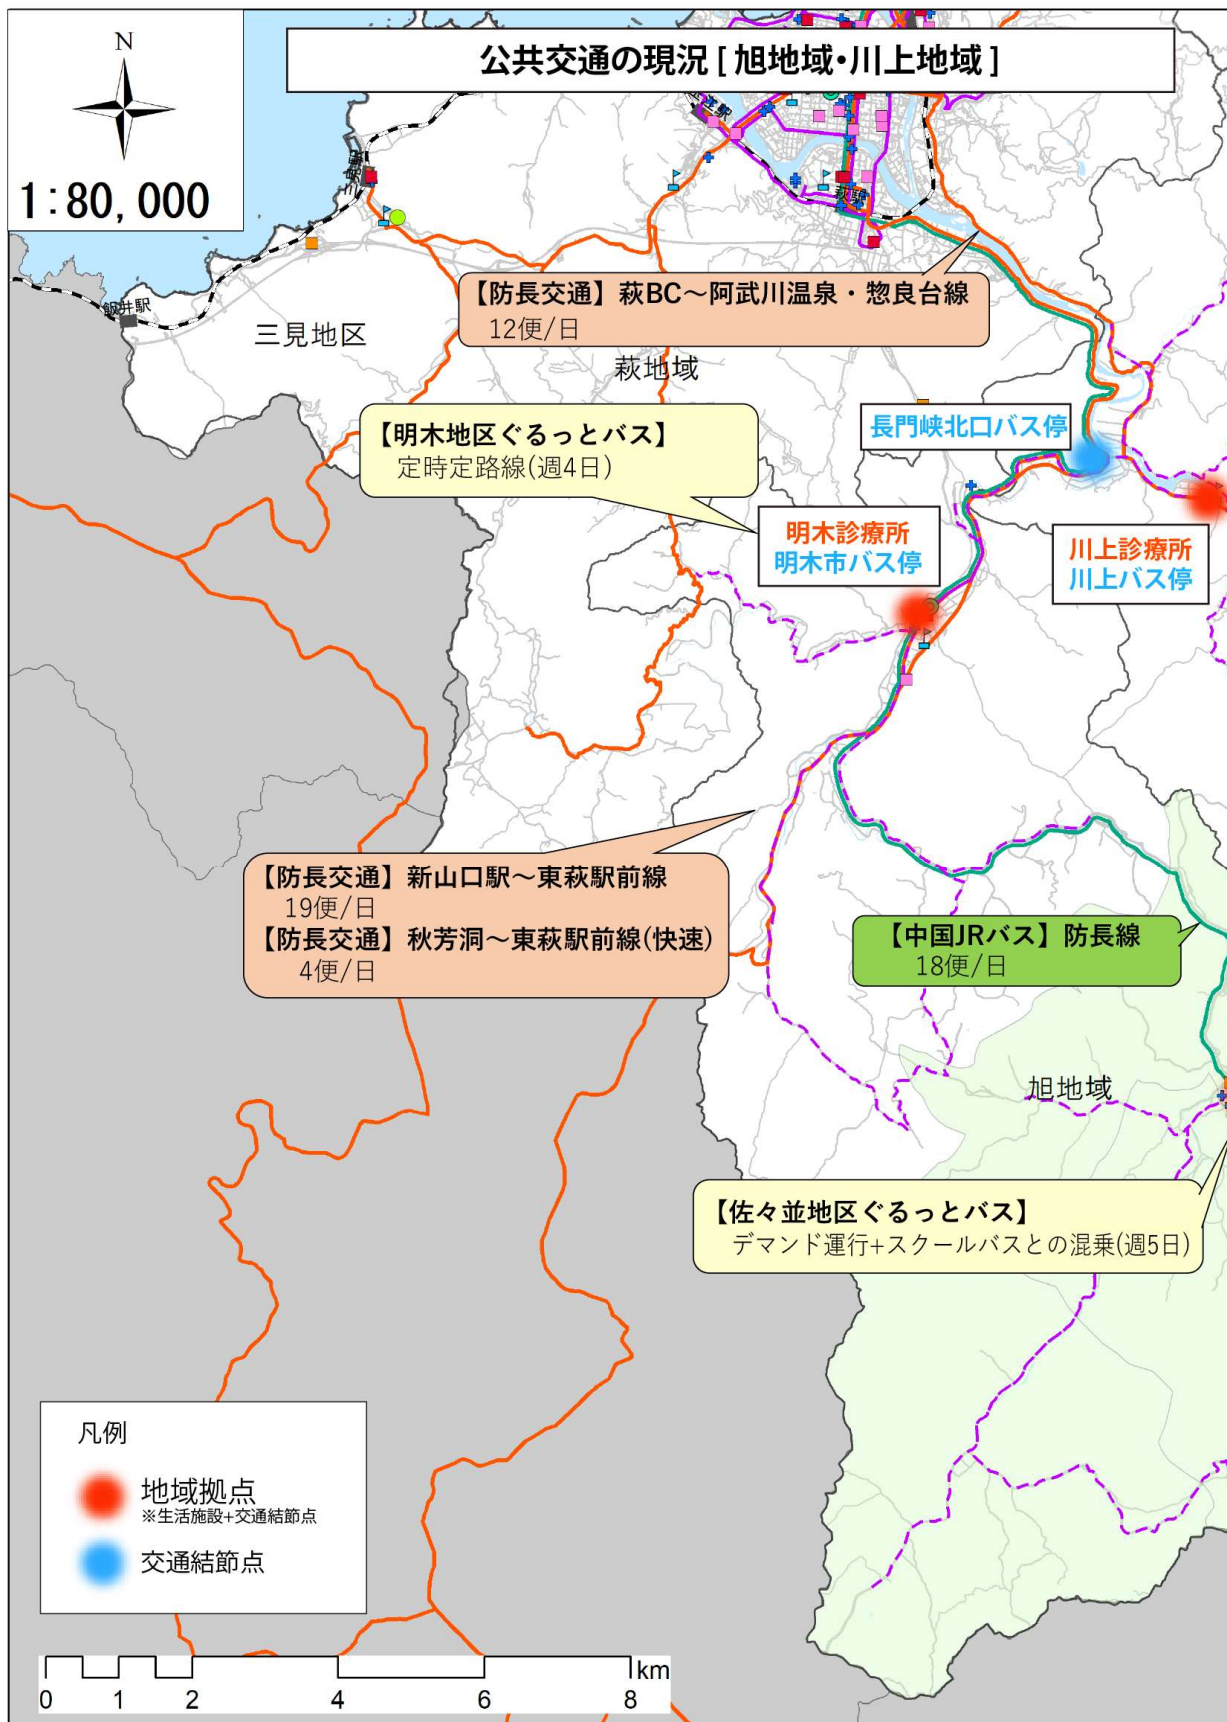 公共交通の現況[旭地域・川上地域]
N
1:80,000
玉江駅
三見駅
萩駅
飯井駅
三見地区
【防長交通】萩BC～阿武川温泉・惣良台線
12便/日
萩地域
【明木地区ぐるっとバス】
定時定路線(週4日)
長門峡北口バス停
明木診療所
明木市バス停
川上診療所
川上バス停
【防長交通】新山口駅～東萩駅前線
19便/日
【防長交通】秋芳洞～東萩駅前線(快速)
4便/日
【中国JRバス】防長線
18便/日
旭地域
【佐々並地区ぐるっとバス】
デマンド運行+スクールバスとの混乗(週5日)
凡例
地域拠点
※生活施設+交通結節点
交通結節点
km
0 1 2 4 6 8